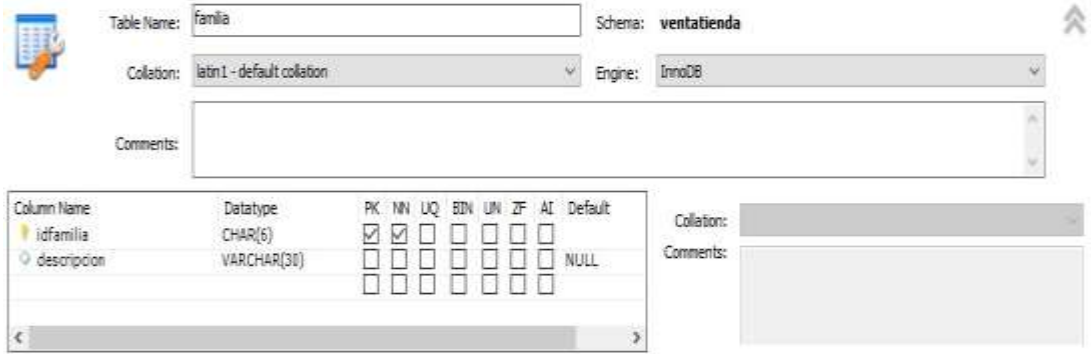 Table Name: familia Schema: ventatienda
Collation: latin1 - default collation Engine: InnoDB
Comments:
Column Name Datatype PK NN UQ BIN UN ZF AI Default
idfamilia CHAR(6)
descripcion VARCHAR(30) NULL
Collation:
Comments: